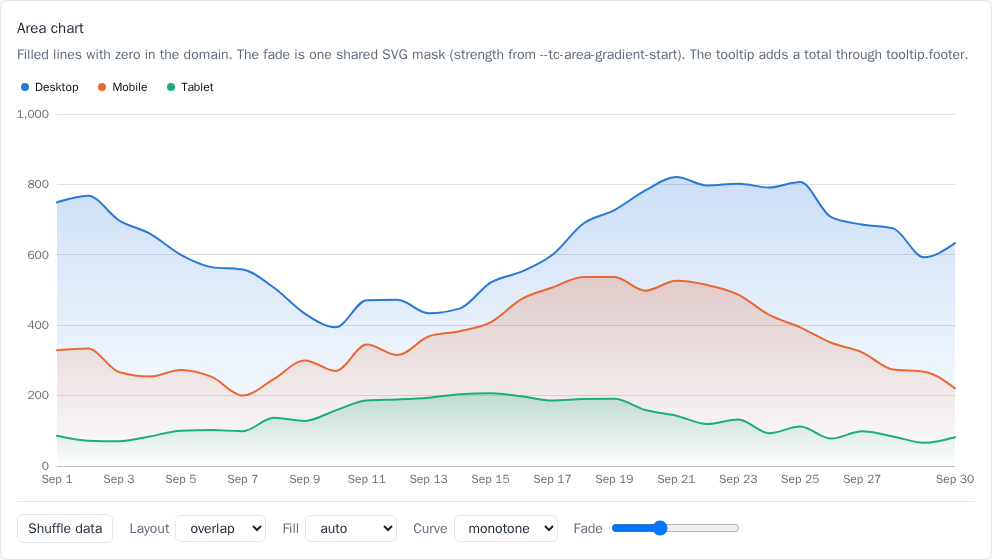 Area chart
Filled lines with zero in the domain. The fade is one shared SVG mask (strength from --tc-area-gradient-start). The tooltip adds a total through tooltip.footer.
Desktop Mobile Tablet
1,000
800
600
400
200
0
Sep 1 Sep 3 Sep 5 Sep 7 Sep 9 Sep 11 Sep 13 Sep 15 Sep 17 Sep 19 Sep 21 Sep 23 Sep 25 Sep 27 Sep 30
Shuffle data Layout overlap Fill auto Curve monotone Fade